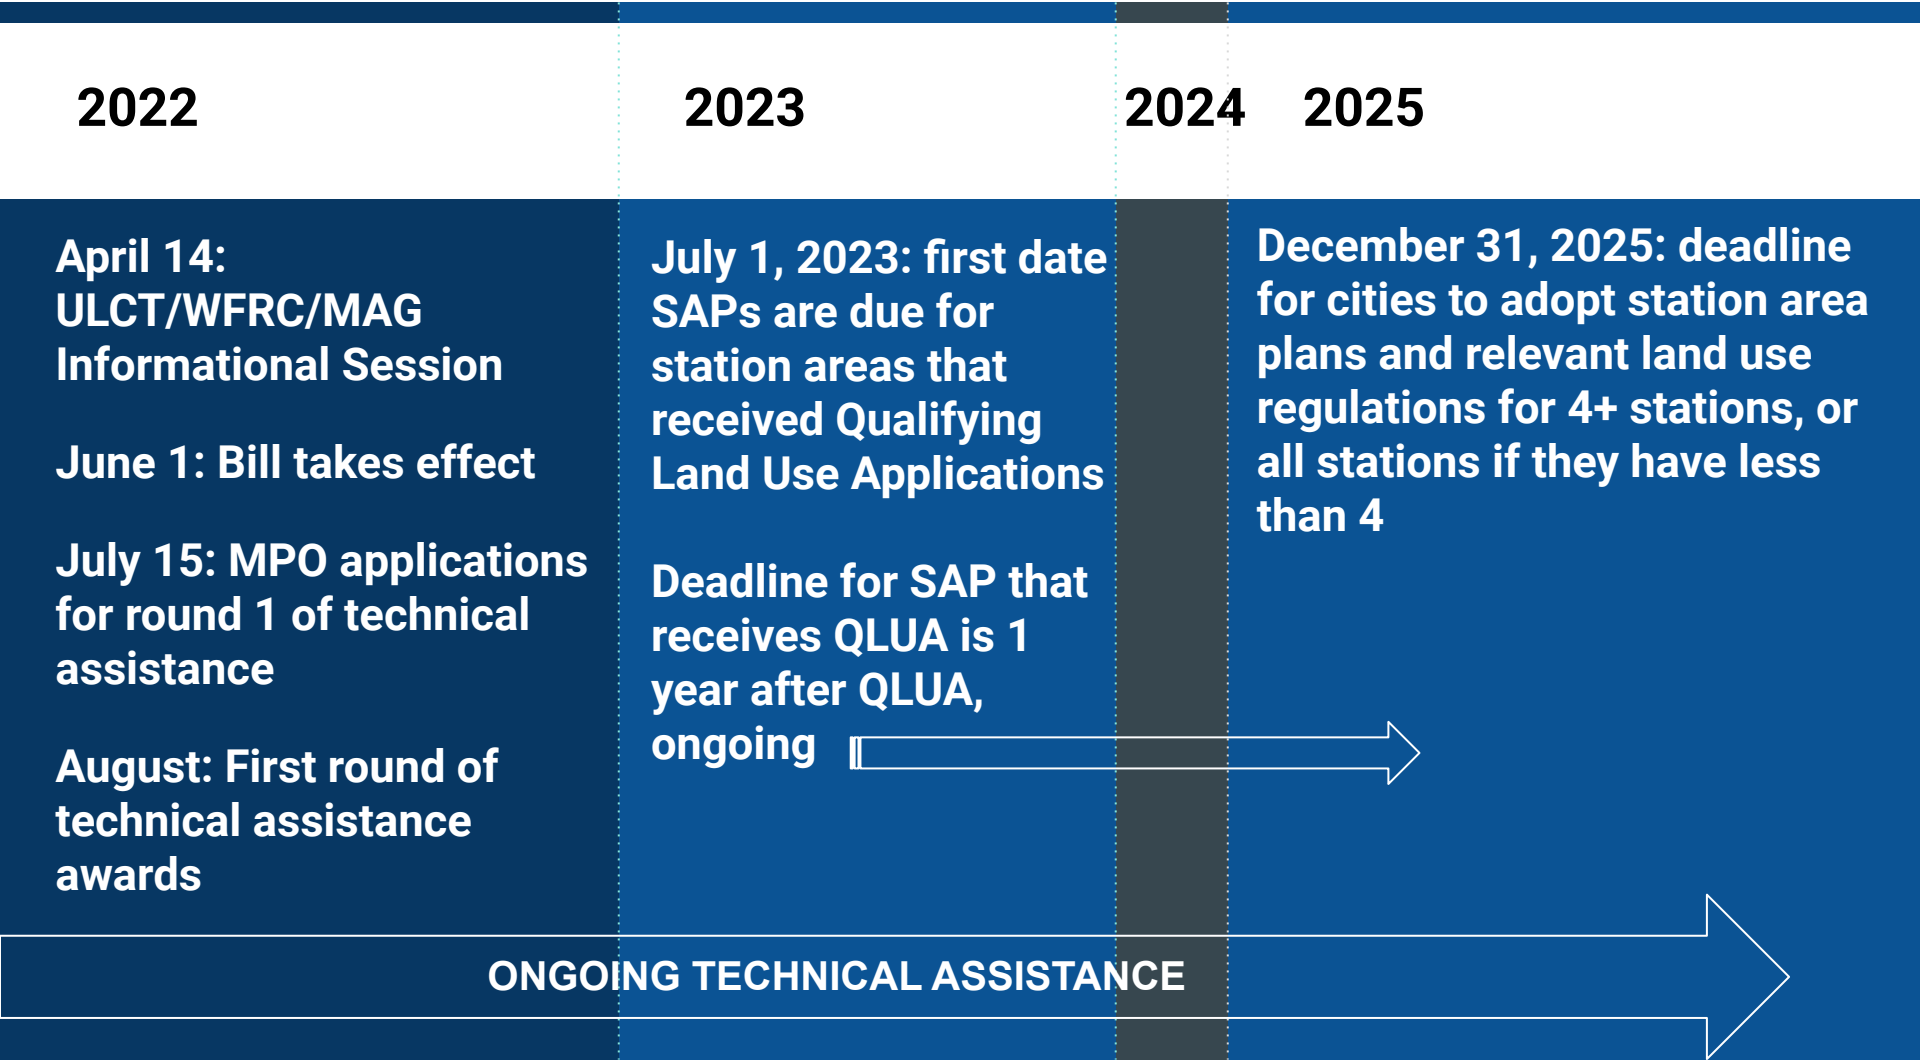 2022
2023
2024
2025
April 14:
ULCT/WFRC/MAG
Informational Session
June 1: Bill takes effect
July 15: MPO applications
for round 1 of technical
assistance
August: First round of
technical assistance
awards
July 1, 2023: first date
SAPs are due for
station areas that
received Qualifying
Land Use Applications
Deadline for SAP that
receives QLUA is 1
year after QLUA,
ongoing
December 31, 2025: deadline
for cities to adopt station area
plans and relevant land use
regulations for 4+ stations, or
all stations if they have less
than 4
ONGOING TECHNICAL ASSISTANCE